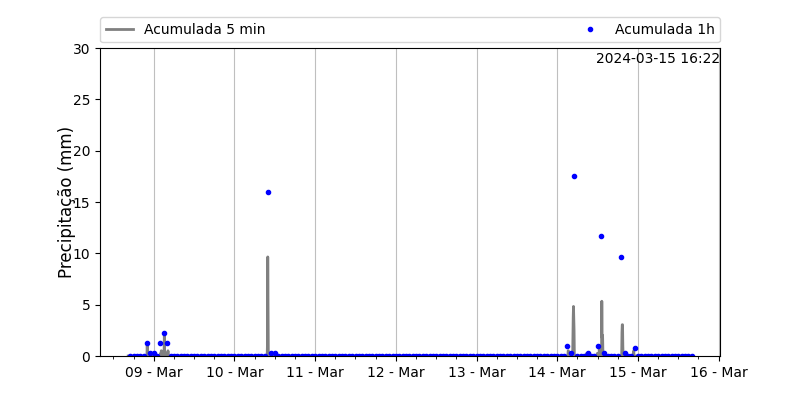 Acumulada 5 min
Acumulada 1h
2024-03-15 16:22
Precipitação (mm)
30
25
20
15
10
5
0
09 - Mar
10 - Mar
11 - Mar
12 - Mar
13 - Mar
14 - Mar
15 - Mar
16 - Mar